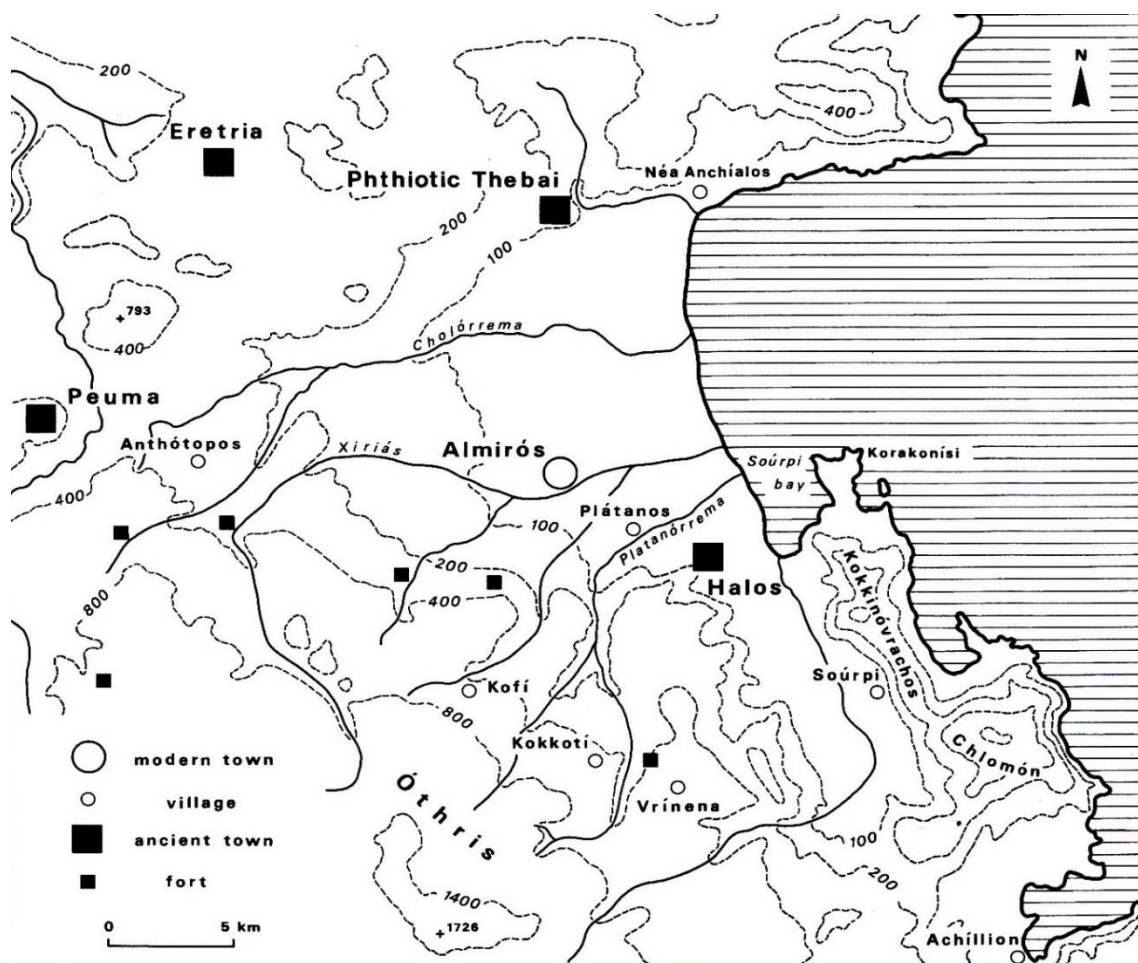 N
200
Eretria
400
Phthiotic Thebai
Néa Anchíalos
200
100
793
400
Cholórrema
Peuma
Anthótopos
Xiriás
Almirós
Soúrpi
bay
Korakonísi
400
100
Plátanos
Platanórrema
200
400
Halos
Kokkinóvrachos
800
Kofí
Soúrpi
800
Kokkotí
Chlomón
Vrínena
Óthris
100
200
1400
1726
Achíllion
modern town
village
ancient town
fort
0 5 km